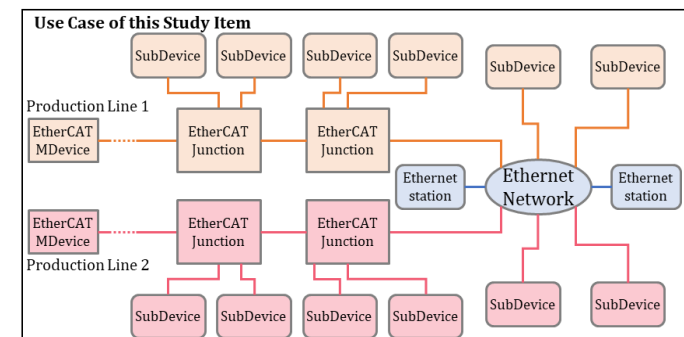 Use Case of this Study Item
SubDevice
SubDevice
SubDevice
SubDevice
SubDevice
SubDevice
Production Line 1
EtherCAT
MDevice
EtherCAT
Junction
EtherCAT
Junction
Ethernet
station
Ethernet
Network
Ethernet
station
EtherCAT
MDevice
EtherCAT
Junction
EtherCAT
Junction
Production Line 2
SubDevice
SubDevice
SubDevice
SubDevice
SubDevice
SubDevice